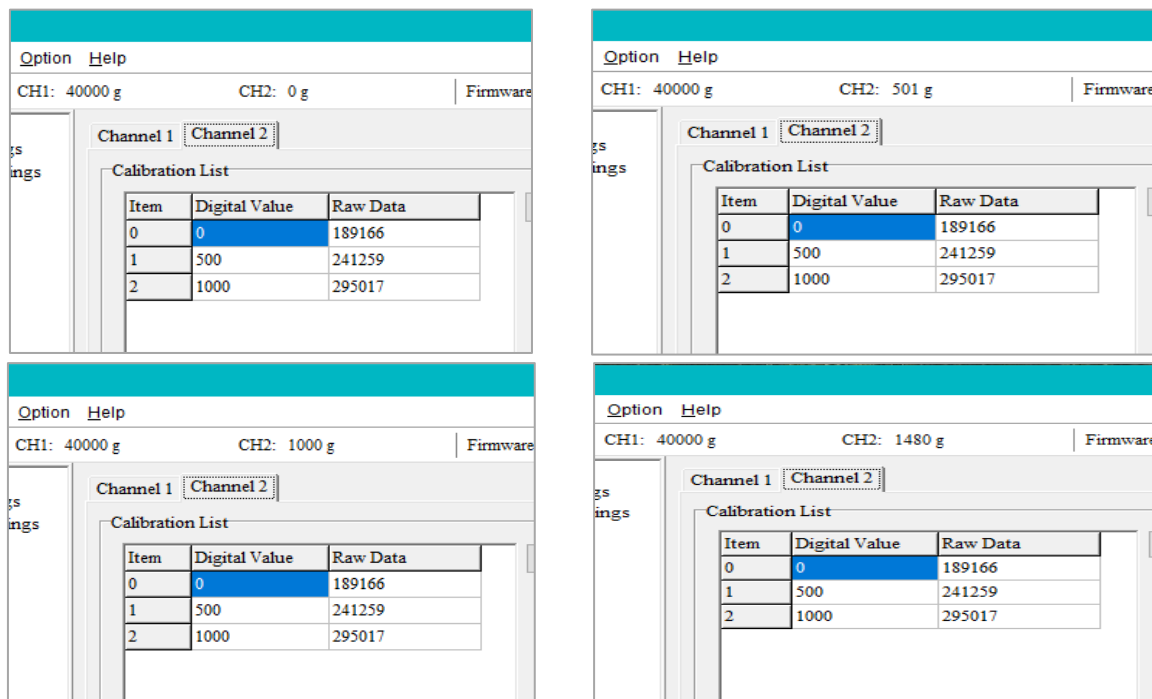 Option Help
CH1: 40000 g CH2: 0 g Firmware
Channel 1 Channel 2
gs
ings
Calibration List
Item Digital Value Raw Data
0 0 189166
1 500 241259
2 1000 295017
Option Help
CH1: 40000 g CH2: 501 g Firmware
Channel 1 Channel 2
gs
ings
Calibration List
Item Digital Value Raw Data
0 0 189166
1 500 241259
2 1000 295017
Option Help
CH1: 40000 g CH2: 1000 g Firmware
Channel 1 Channel 2
gs
ings
Calibration List
Item Digital Value Raw Data
0 0 189166
1 500 241259
2 1000 295017
Option Help
CH1: 40000 g CH2: 1480 g Firmware
Channel 1 Channel 2
gs
ings
Calibration List
Item Digital Value Raw Data
0 0 189166
1 500 241259
2 1000 295017